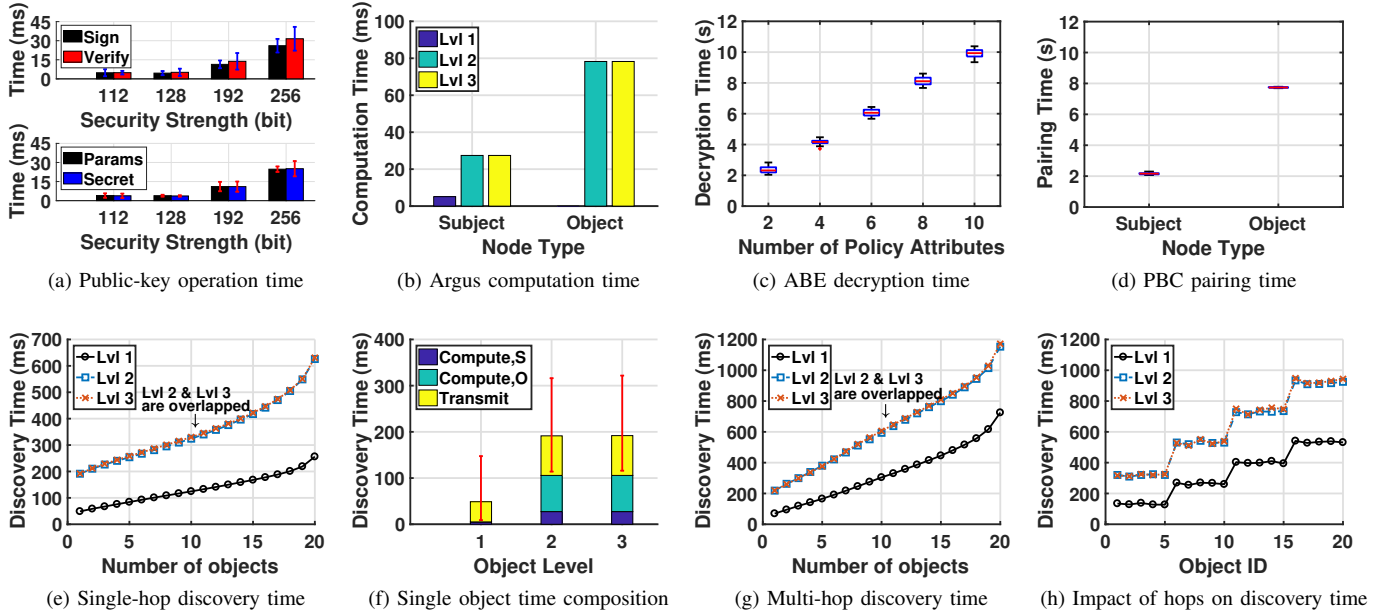 Time (ms)
45
30
15
0
Sign
Verify
112 128 192 256
Security Strength (bit)
Time (ms)
45
30
15
0
Params
Secret
112 128 192 256
Security Strength (bit)
(a) Public-key operation time
Computation Time (ms)
100
80
60
40
20
0
Lvl 1
Lvl 2
Lvl 3
Subject Object
Node Type
(b) Argus computation time
Decryption Time (s)
12
10
8
6
4
2
0
2 4 6 8 10
Number of Policy Attributes
(c) ABE decryption time
Pairing Time (s)
12
10
8
6
4
2
0
Subject Object
Node Type
(d) PBC pairing time
Discovery Time (ms)
700
600
500
400
300
200
100
0
Lvl 1
Lvl 2
Lvl 3
Lvl 2 & Lvl 3
are overlapped
0 5 10 15 20
Number of objects
(e) Single-hop discovery time
Discovery Time (ms)
400
300
200
100
0
Compute,S
Compute,O
Transmit
1 2 3
Object Level
(f) Single object time composition
Discovery Time (ms)
1200
1000
800
600
400
200
0
Lvl 1
Lvl 2
Lvl 3
Lvl 2 & Lvl 3
are overlapped
0 5 10 15 20
Number of objects
(g) Multi-hop discovery time
Discovery Time (ms)
1200
1000
800
600
400
200
0
Lvl 1
Lvl 2
Lvl 3
0 5 10 15 20
Object ID
(h) Impact of hops on discovery time